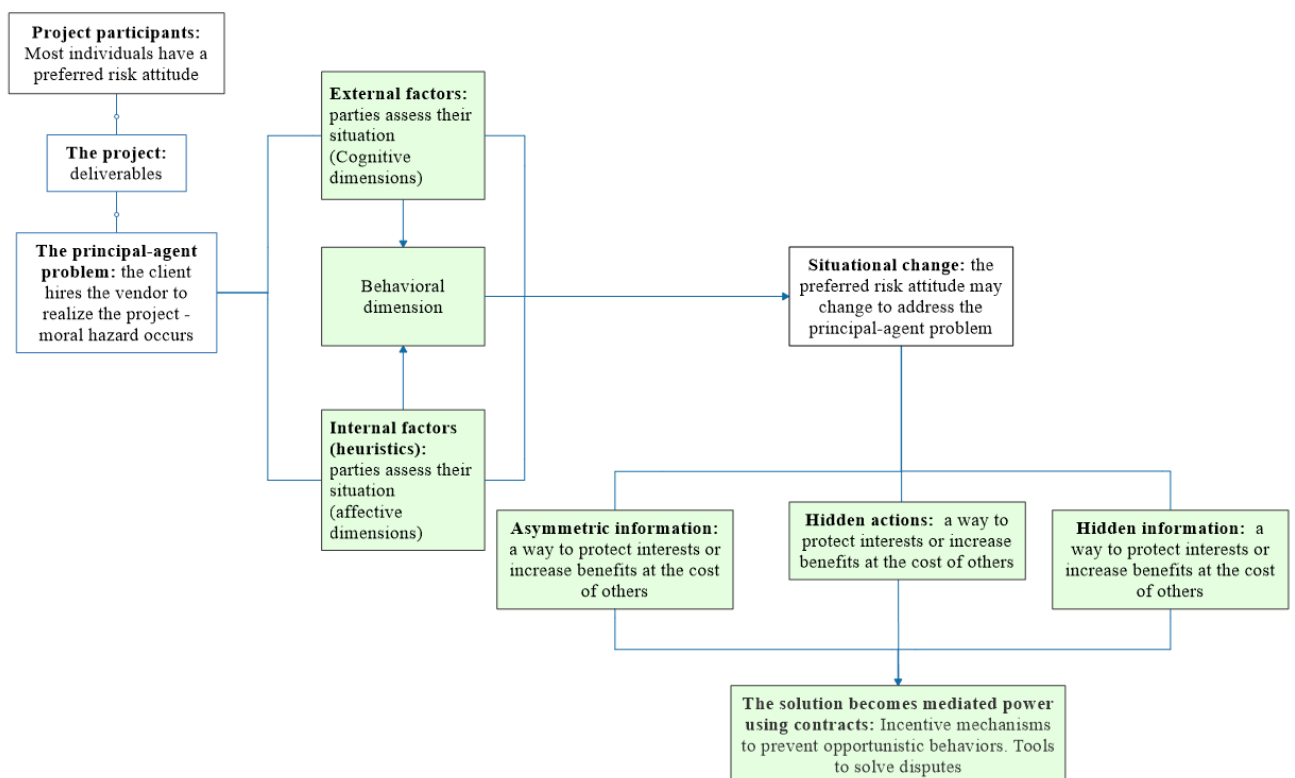 Project participants:
Most individuals have a
preferred risk attitude
The project:
deliverables
The principal-agent
problem: the client
hires the vendor to
realize the project -
moral hazard occurs
External factors:
parties assess their
situation
(Cognitive
dimensions)
Behavioral
dimension
Internal factors
(heuristics):
parties assess their
situation
(affective
dimensions)
Situational change: the
preferred risk attitude may
change to address the
principal-agent problem
Asymmetric information:
a way to protect interests or
increase benefits at the cost
of others
Hidden actions: a way to
protect interests or increase
benefits at the cost of others
Hidden information: a
way to protect interests or
increase benefits at the cost
of others
The solution becomes mediated power
using contracts: Incentive mechanisms
to prevent opportunistic behaviors. Tools
to solve disputes